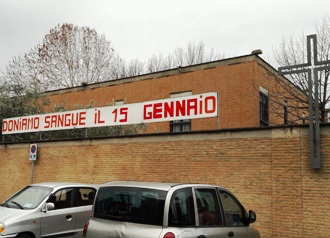 DONIAMO SANGUE iL 15 GENNAiO